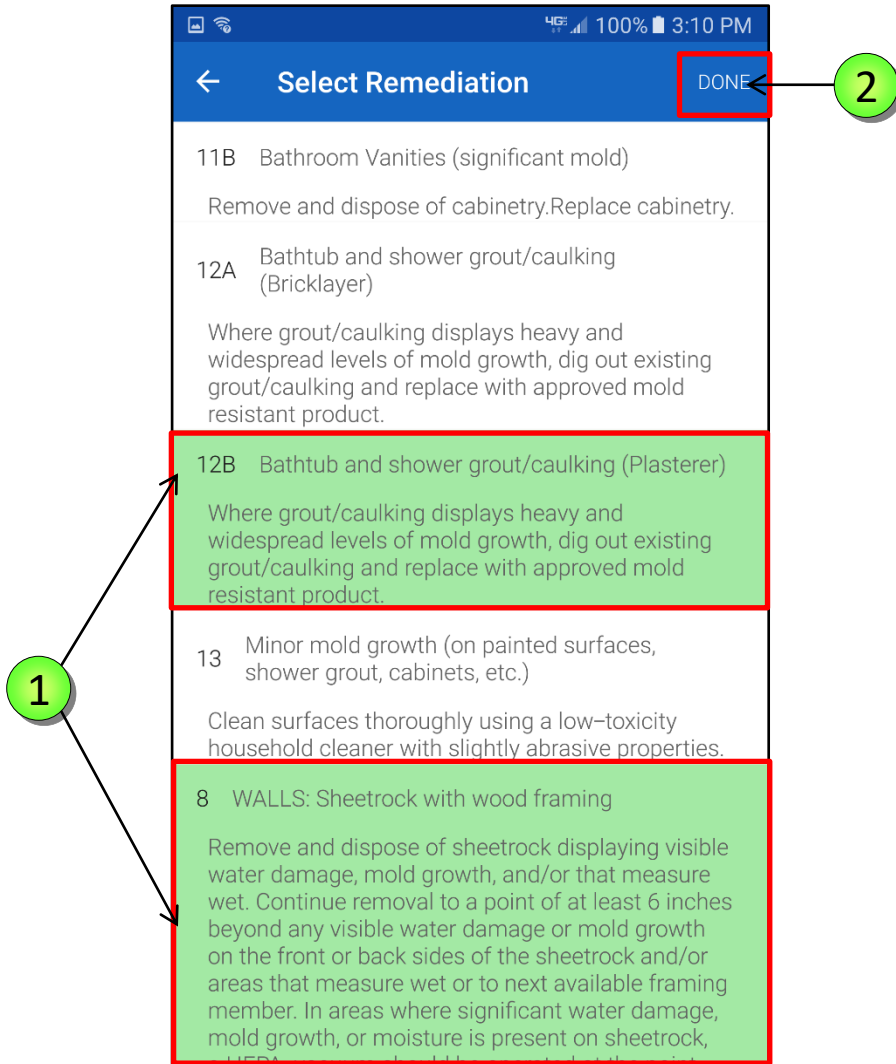 4G 100% 3:10 PM
Select Remediation DONE
2
11B Bathroom Vanities (significant mold)
Remove and dispose of cabinetry.Replace cabinetry.
12A Bathtub and shower grout/caulking
(Bricklayer)
Where grout/caulking displays heavy and
widespread levels of mold growth, dig out existing
grout/caulking and replace with approved mold
resistant product.
12B Bathtub and shower grout/caulking (Plasterer)
Where grout/caulking displays heavy and
widespread levels of mold growth, dig out existing
grout/caulking and replace with approved mold
resistant product.
13 Minor mold growth (on painted surfaces,
shower grout, cabinets, etc.)
1
Clean surfaces thoroughly using a low–toxicity
household cleaner with slightly abrasive properties.
8 WALLS: Sheetrock with wood framing
Remove and dispose of sheetrock displaying visible
water damage, mold growth, and/or that measure
wet. Continue removal to a point of at least 6 inches
beyond any visible water damage or mold growth
on the front or back sides of the sheetrock and/or
areas that measure wet or to next available framing
member. In areas where significant water damage,
mold growth, or moisture is present on sheetrock,